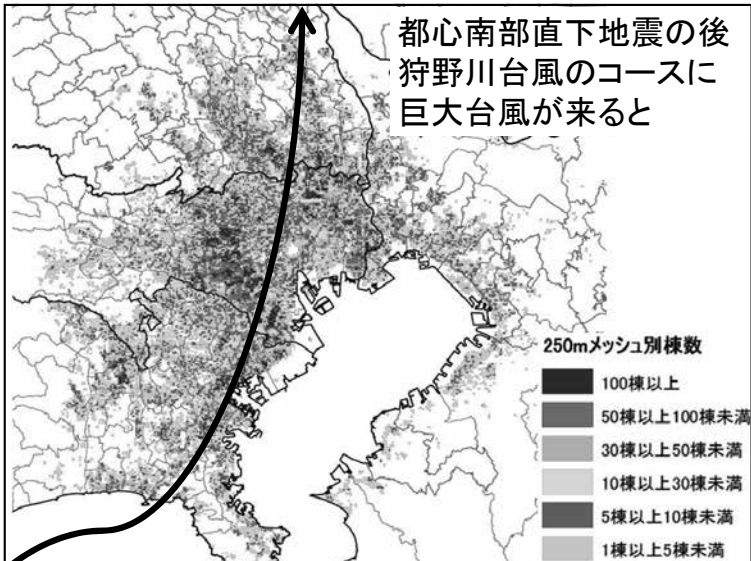 都心南部直下地震の後
狩野川台風のコースに
巨大台風が来ると
250mメッシュ別棟数
100棟以上
50棟以上100棟未満
30棟以上50棟未満
10棟以上30棟未満
5棟以上10棟未満
1棟以上5棟未満